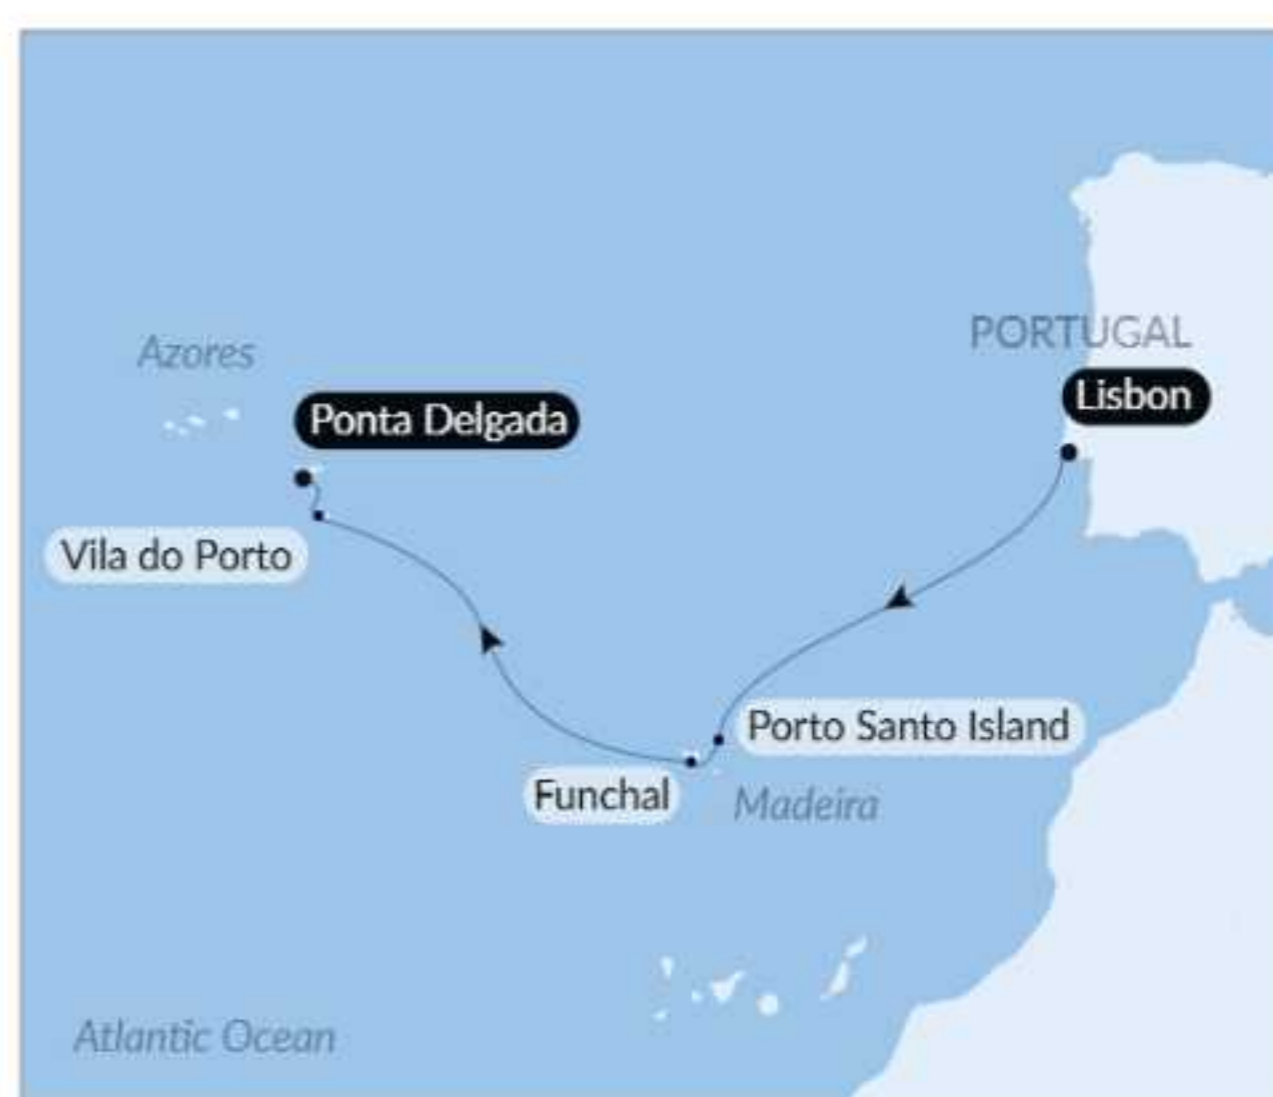 PORTUGAL
Azores
Lisbon
Ponta Delgada
Vila do Porto
Porto Santo Island
Funchal
Madeira
Atlantic Ocean